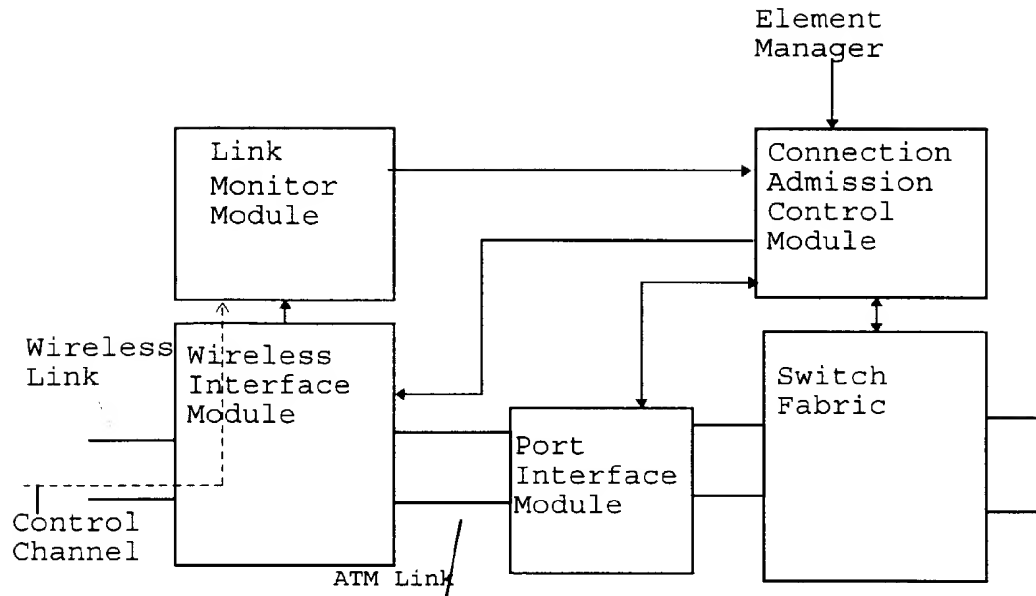 Element
Manager
Link
Monitor
Module
Connection
Admission
Control
Module
Wireless
Link
Wireless
Interface
Module
Switch
Fabric
Port
Interface
Module
Control
Channel
ATM Link